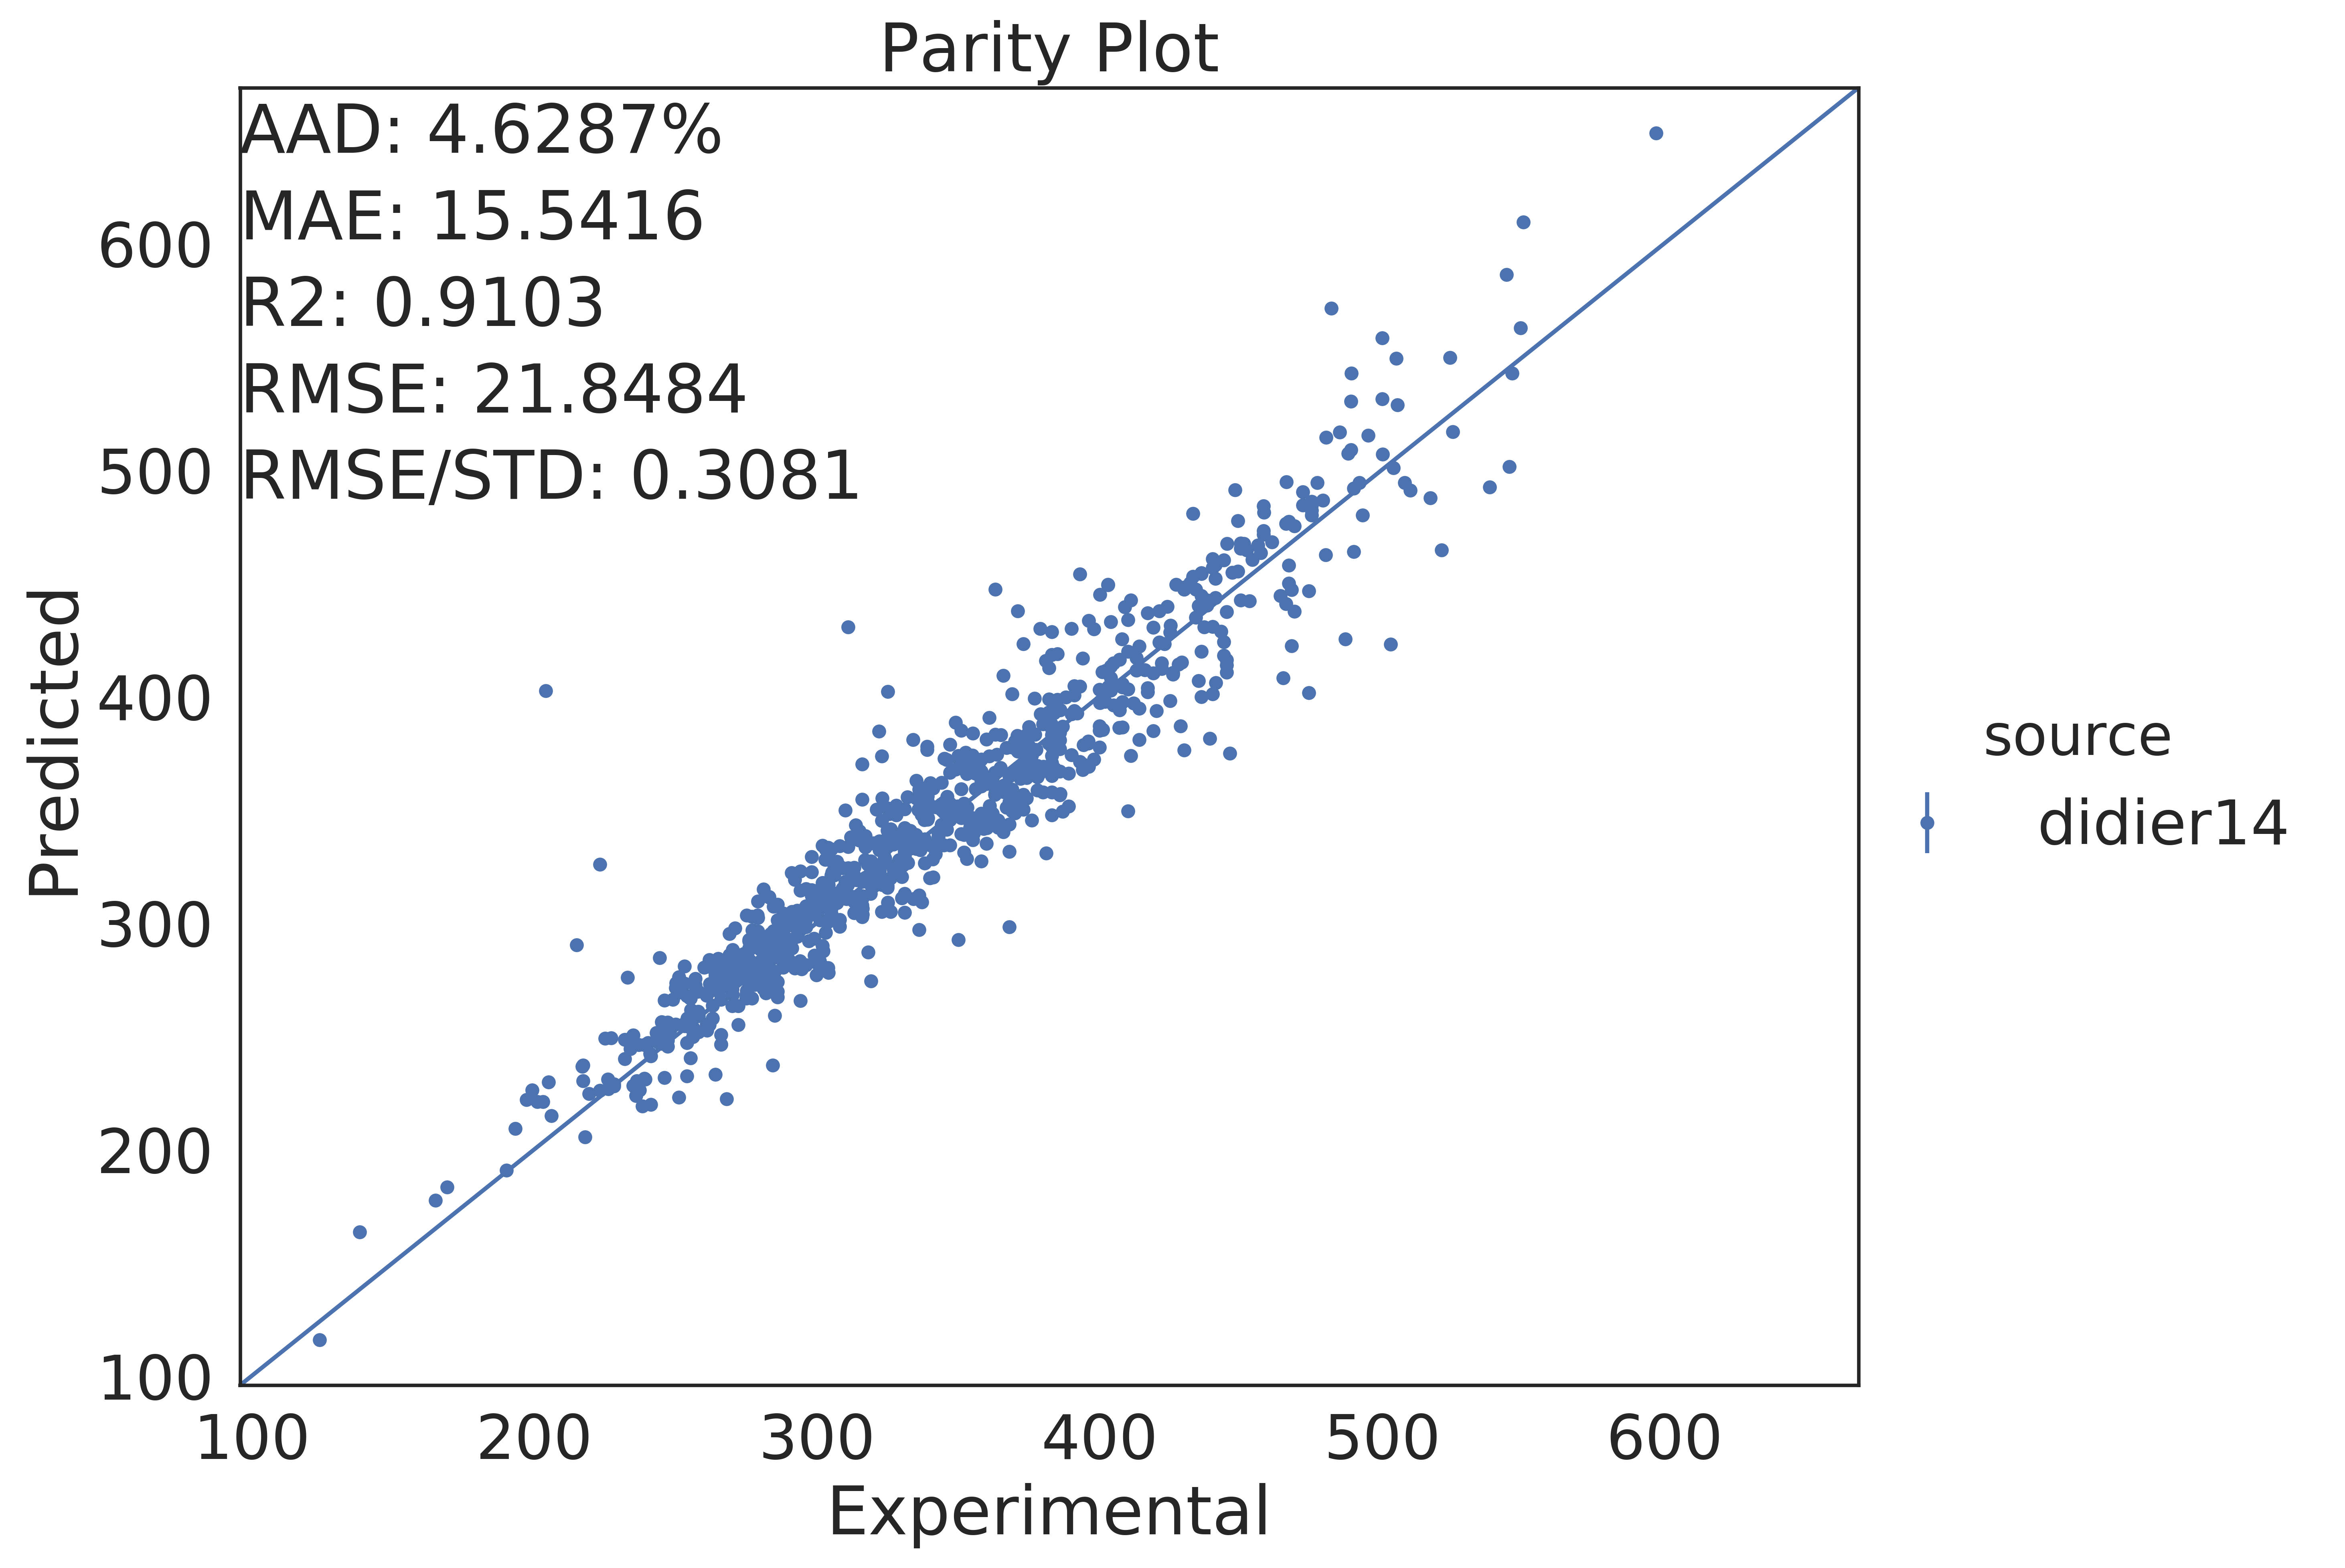 Parity Plot
AAD: 4.6287%
MAE: 15.5416
R2: 0.9103
RMSE: 21.8484
RMSE/STD: 0.3081
600
500
400
300
200
100
Predicted
100 200 300 400 500 600
Experimental
source
didier14